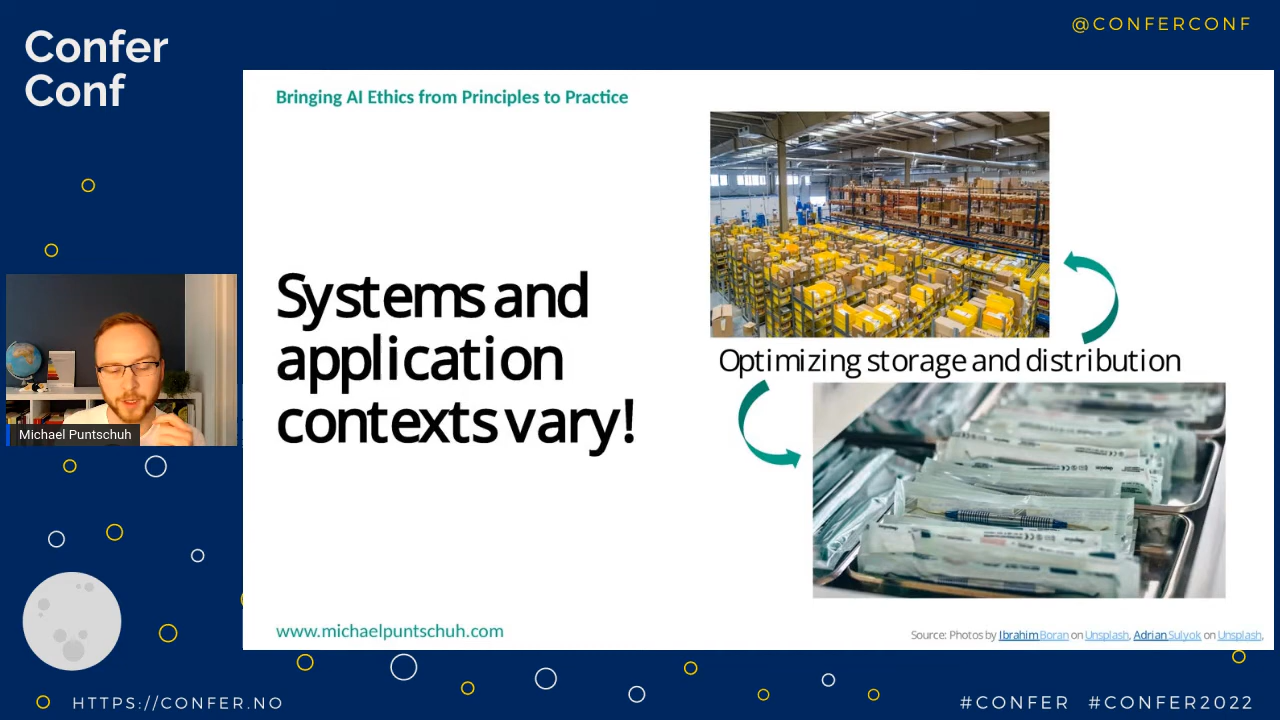 Confer
Conf
@CONFERCONF
Bringing AI Ethics from Principles to Practice
Systems and
application
contexts vary!
Optimizing storage and distribution
Michael Puntschuh
www.michaelpuntschuh.com
Source: Photos by Ibrahim Boran on Unsplash, Adrian Sulyok on Unsplash,
HTTPS://CONFER.NO
#CONFER #CONFER2022